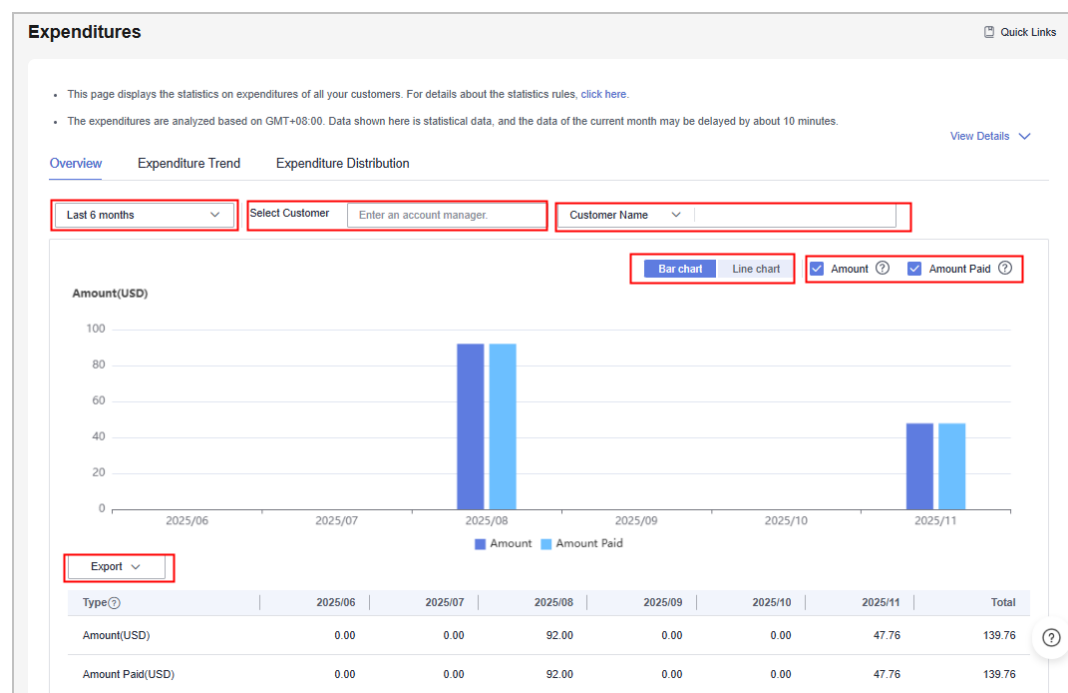 Expenditures
Quick Links
This page displays the statistics on expenditures of all your customers. For details about the statistics rules, click here.
The expenditures are analyzed based on GMT+08:00. Data shown here is statistical data, and the data of the current month may be delayed by about 10 minutes.
View Details
Overview Expenditure Trend Expenditure Distribution
Last 6 months Select Customer Enter an account manager. Customer Name
Bar chart Line chart Amount ? Amount Paid ?
Amount(USD)
100
80
60
40
20
0
2025/06 2025/07 2025/08 2025/09 2025/10 2025/11
Amount Amount Paid
Export
Type ? 2025/06 2025/07 2025/08 2025/09 2025/10 2025/11 Total
Amount(USD) 0.00 0.00 92.00 0.00 0.00 47.76 139.76
?
Amount Paid(USD) 0.00 0.00 92.00 0.00 0.00 47.76 139.76